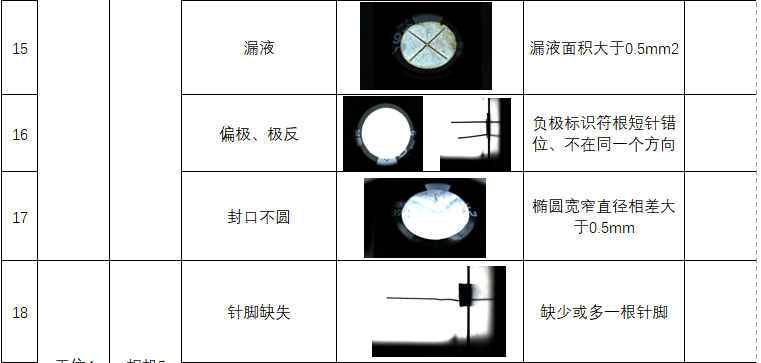 15
漏液
漏液面积大于0.5mm2
16
偏极、极反
负极标识符根短针错
位、不在同一个方向
17
封口不圆
椭圆宽窄直径相差大
于0.5mm
18
针脚缺失
缺少或多一根针脚